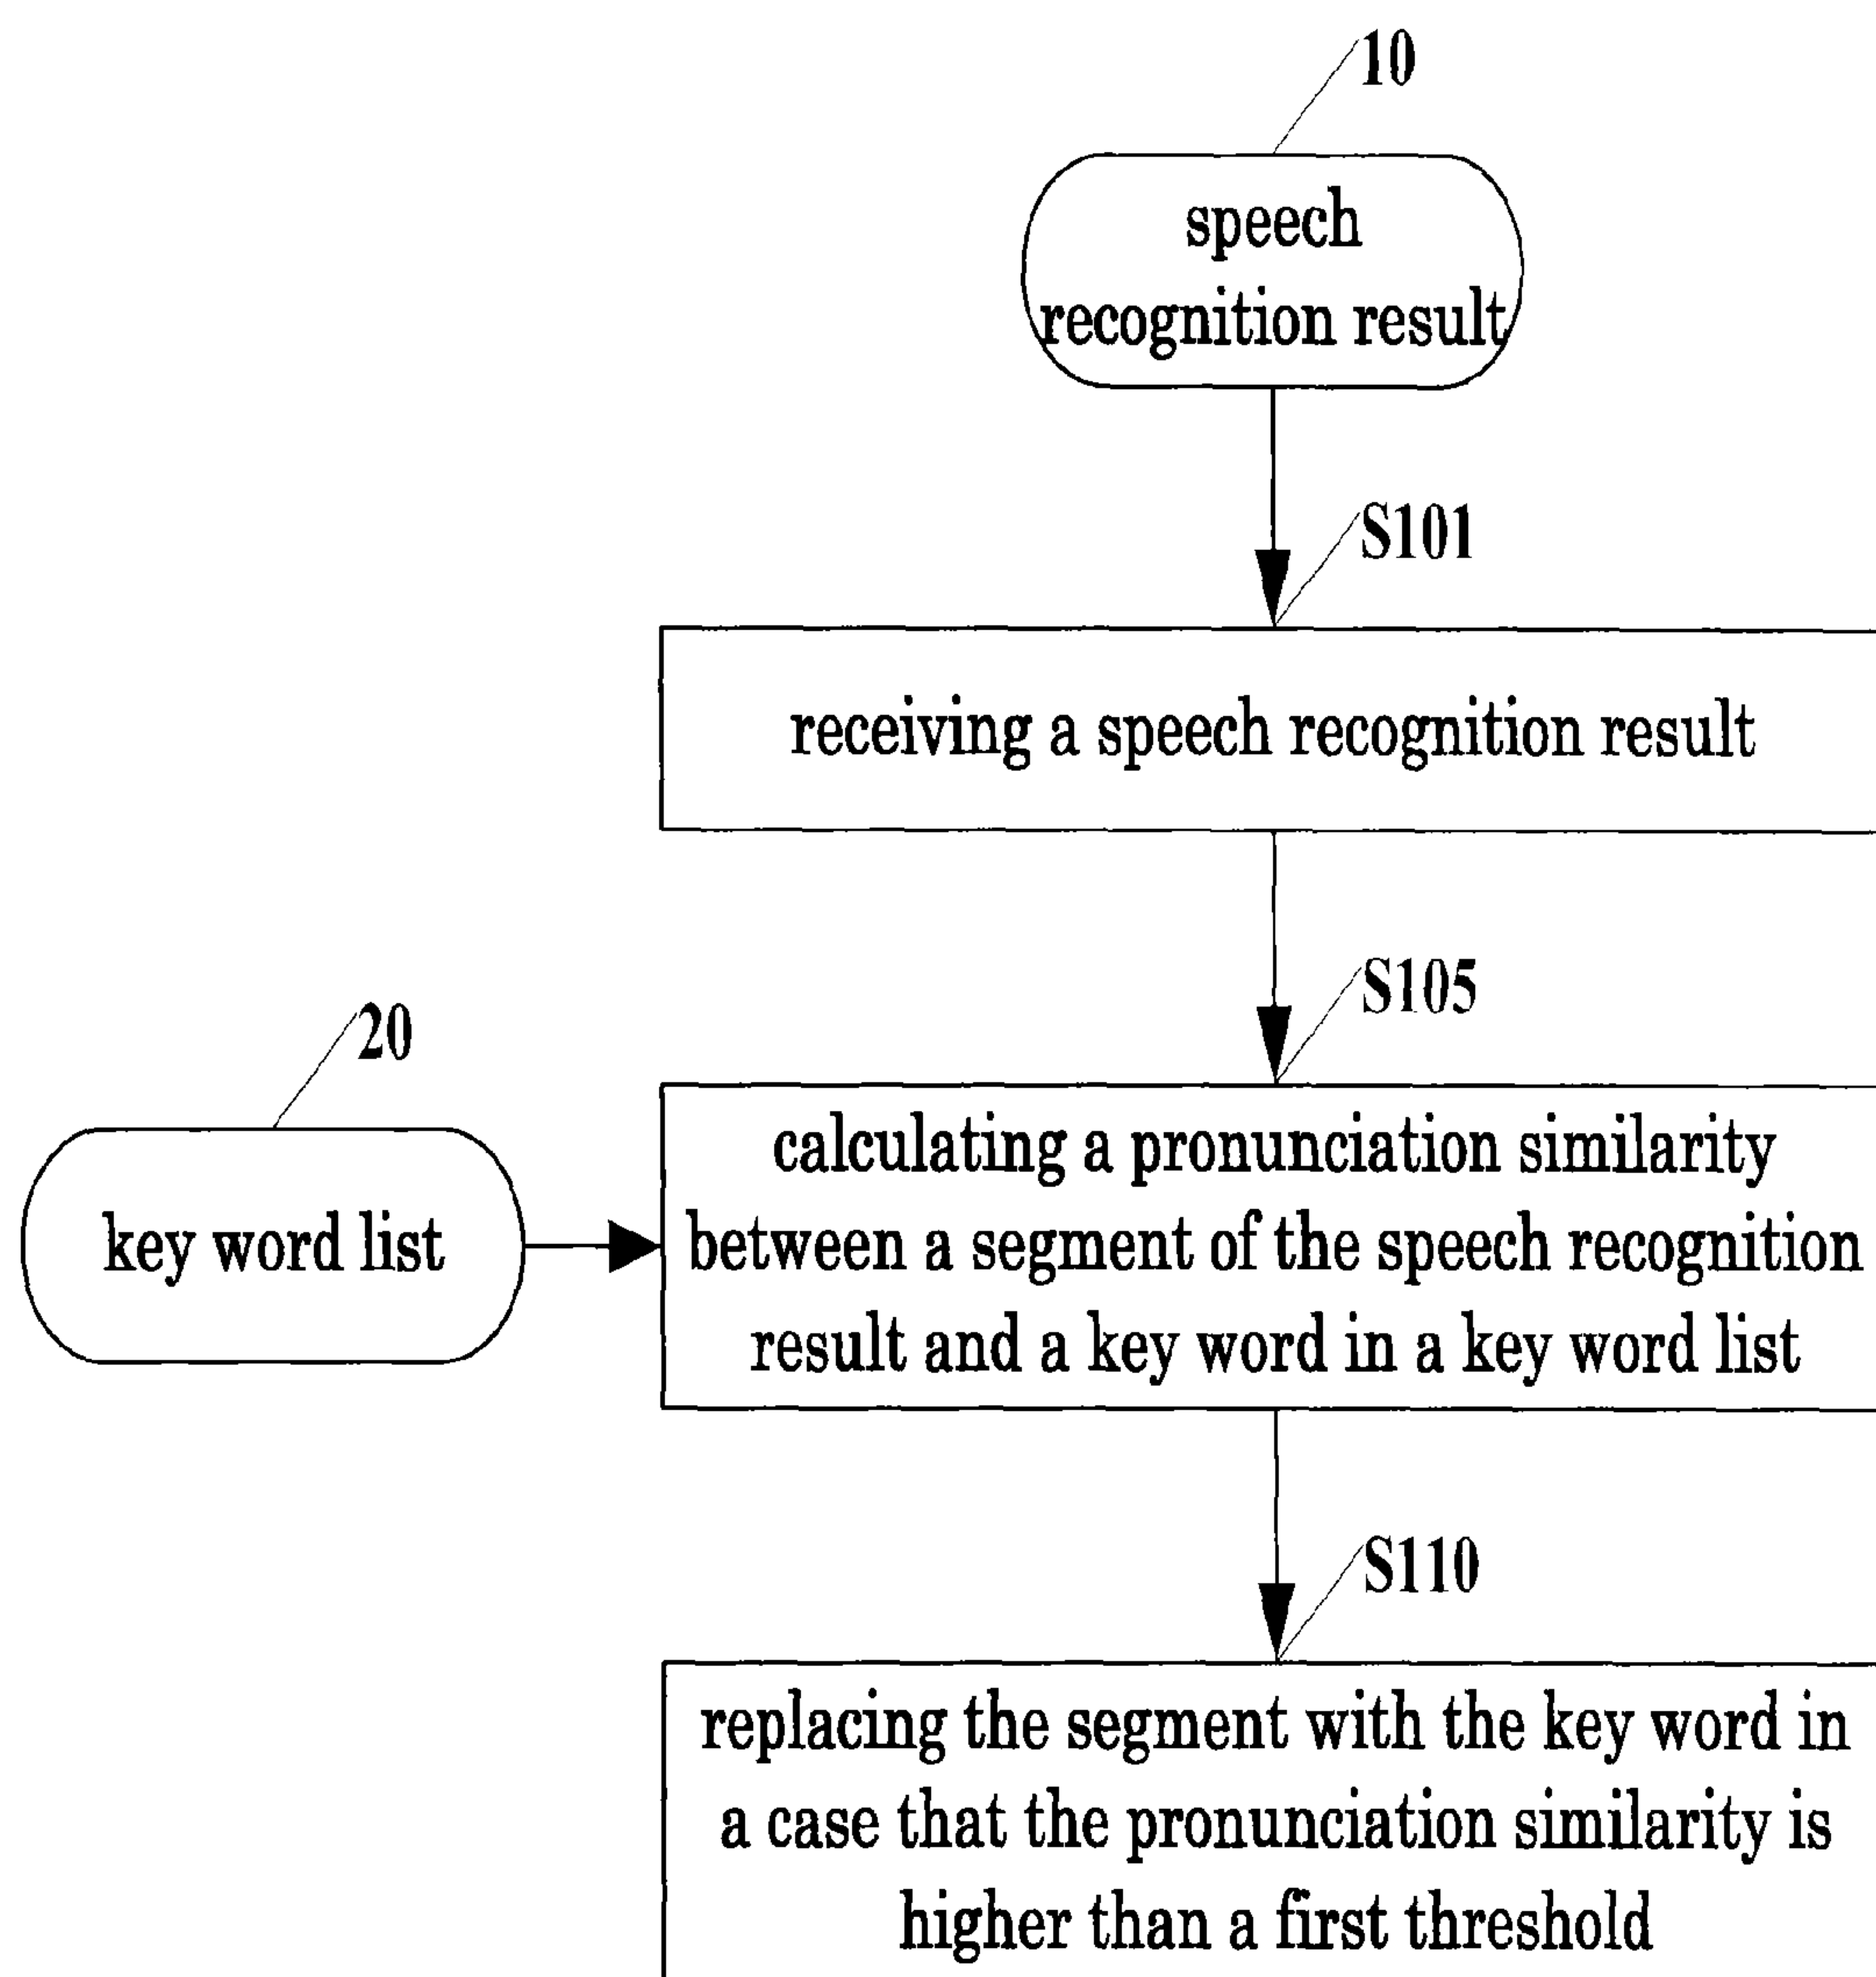 10
speech
recognition result
S101
receiving a speech recognition result
S105
20
calculating a pronunciation similarity
between a segment of the speech recognition
result and a key word in a key word list
key word list
S110
replacing the segment with the key word in
a case that the pronunciation similarity is
higher than a first threshold